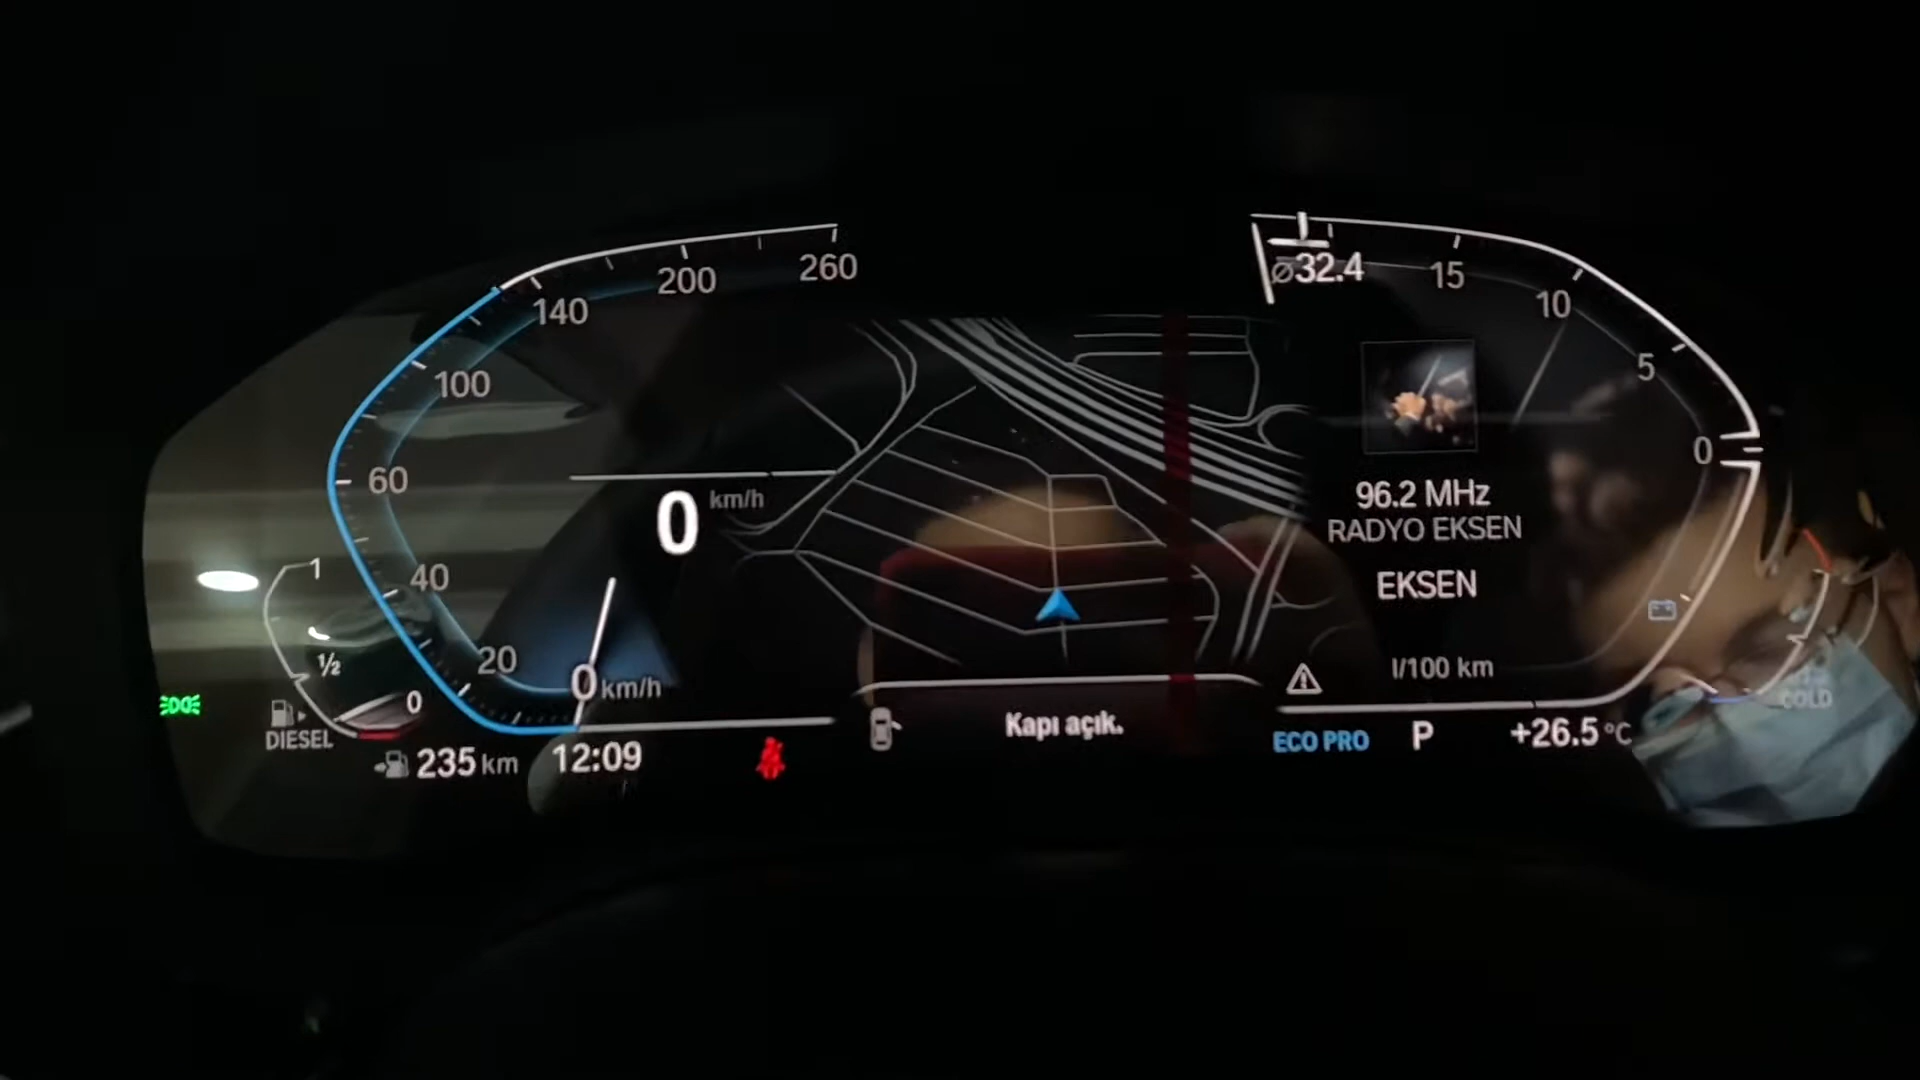 260
200
140
100
60
40
20
0 km/h
0 km/h
1
1/2
0
DIESEL
235 km
12:09
Kapı açık.
⌀32.4
15
10
5
0
96.2 MHz
RADYO EKSEN
EKSEN
l/100 km
ECO PRO
P
+26.5 °C
COLD